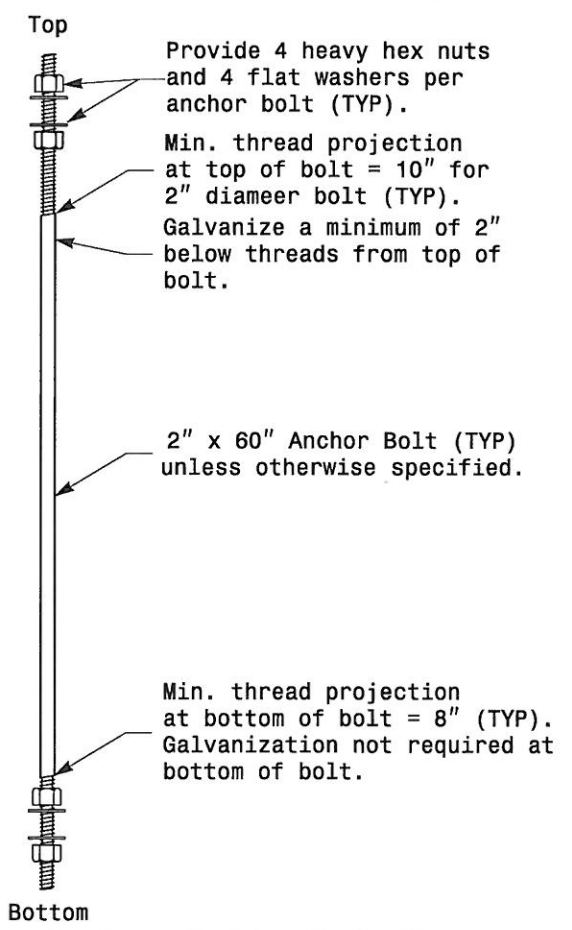 Top
Provide 4 heavy hex nuts
and 4 flat washers per
anchor bolt (TYP).
Min. thread projection
at top of bolt = 10" for
2" diameer bolt (TYP).
Galvanize a minimum of 2"
below threads from top of
bolt.
2" x 60" Anchor Bolt (TYP)
unless otherwise specified.
Min. thread projection
at bottom of bolt = 8" (TYP).
Galvanization not required at
bottom of bolt.
Bottom